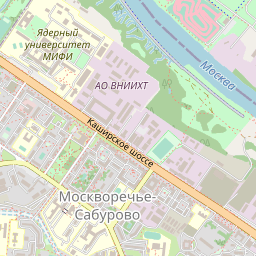 Ядерный
университет
МИФИ
Москва
АО ВНИИХТ
Каширское шоссе
Москворечье-
Сабурово